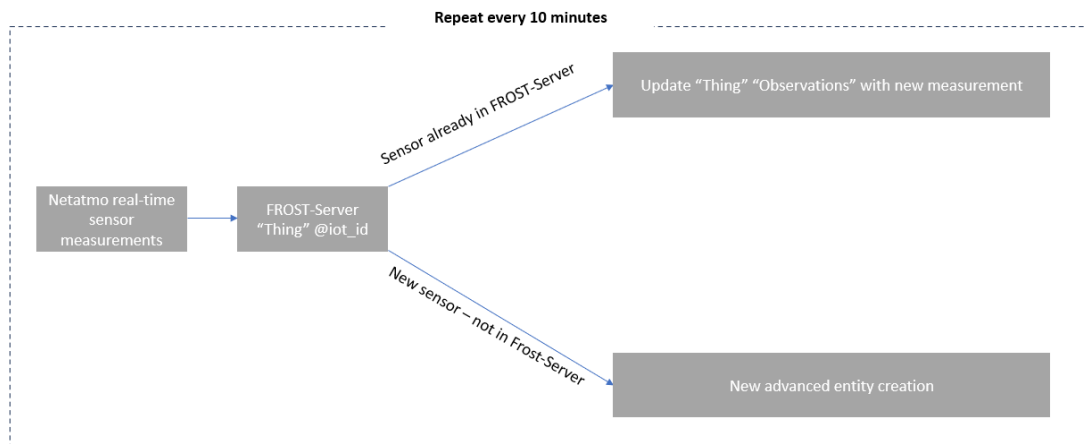 Repeat every 10 minutes
Sensor already in FROST-Server
Update “Thing” “Observations” with new measurement
Netatmo real-time
sensor
measurements
FROST-Server
“Thing” @iot_id
New sensor – not in Frost-Server
New advanced entity creation